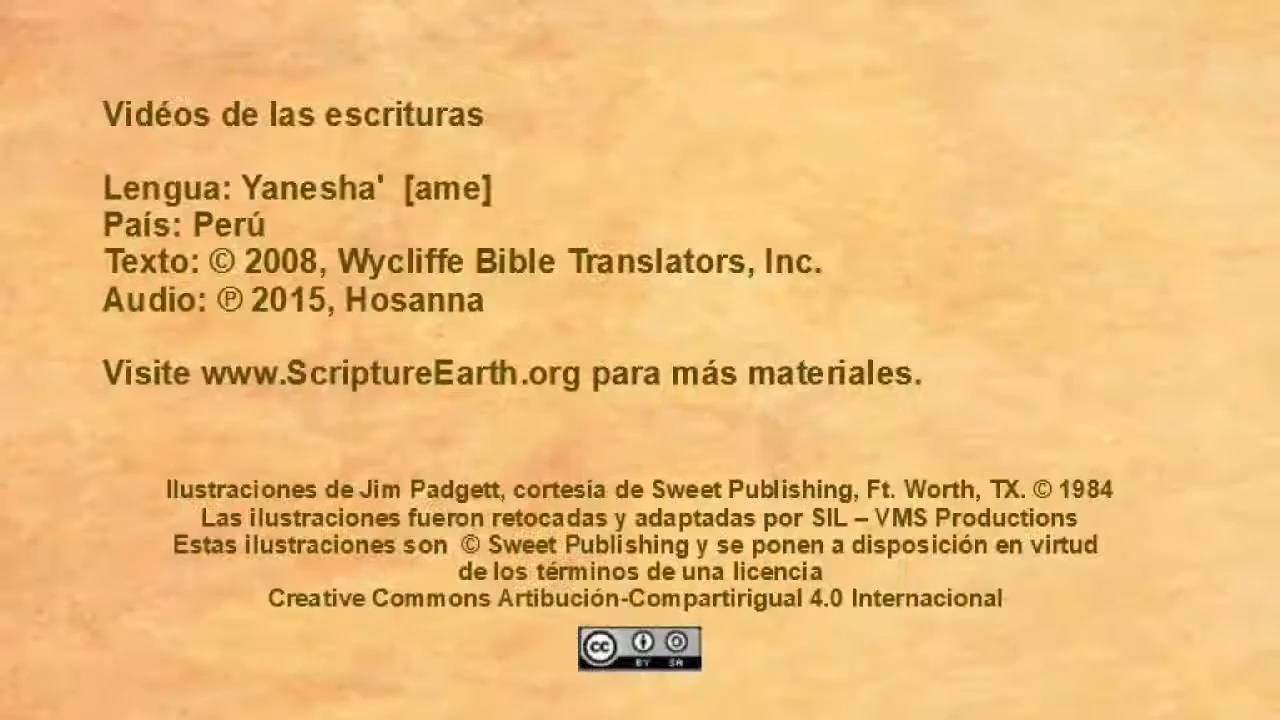 Vidéos de las escrituras
Lengua: Yanesha' [ame]
País: Perú
Texto: © 2008, Wycliffe Bible Translators, Inc.
Audio: ℗ 2015, Hosanna
Visite www.ScriptureEarth.org para más materiales.
Ilustraciones de Jim Padgett, cortesia de Sweet Publishing, Ft. Worth, TX. © 1984
Las ilustraciones fueron retocadas y adaptadas por SIL – VMS Productions
Estas ilustraciones son © Sweet Publishing y se ponen a disposición en virtud
de los términos de una licencia
Creative Commons Artibución-Compartirigual 4.0 Internacional
cc BY SA